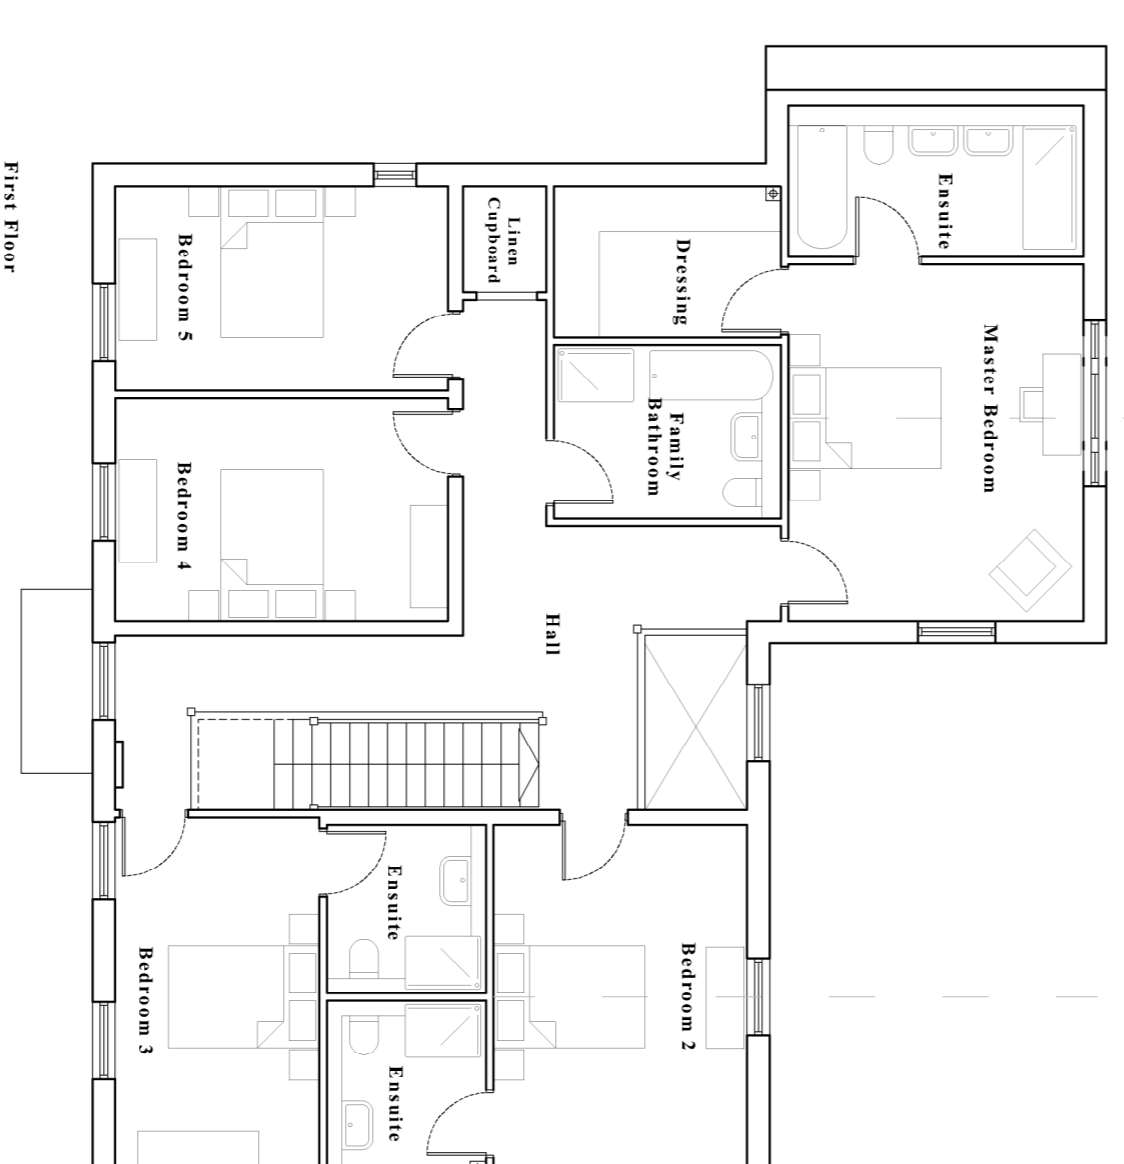 First Floor
Bedroom 5
Linen
Cupboard
Dressing
Ensuite
Master Bedroom
Family
Bathroom
Bedroom 4
Hall
Ensuite
Bedroom 3
Bedroom 2
Ensuite